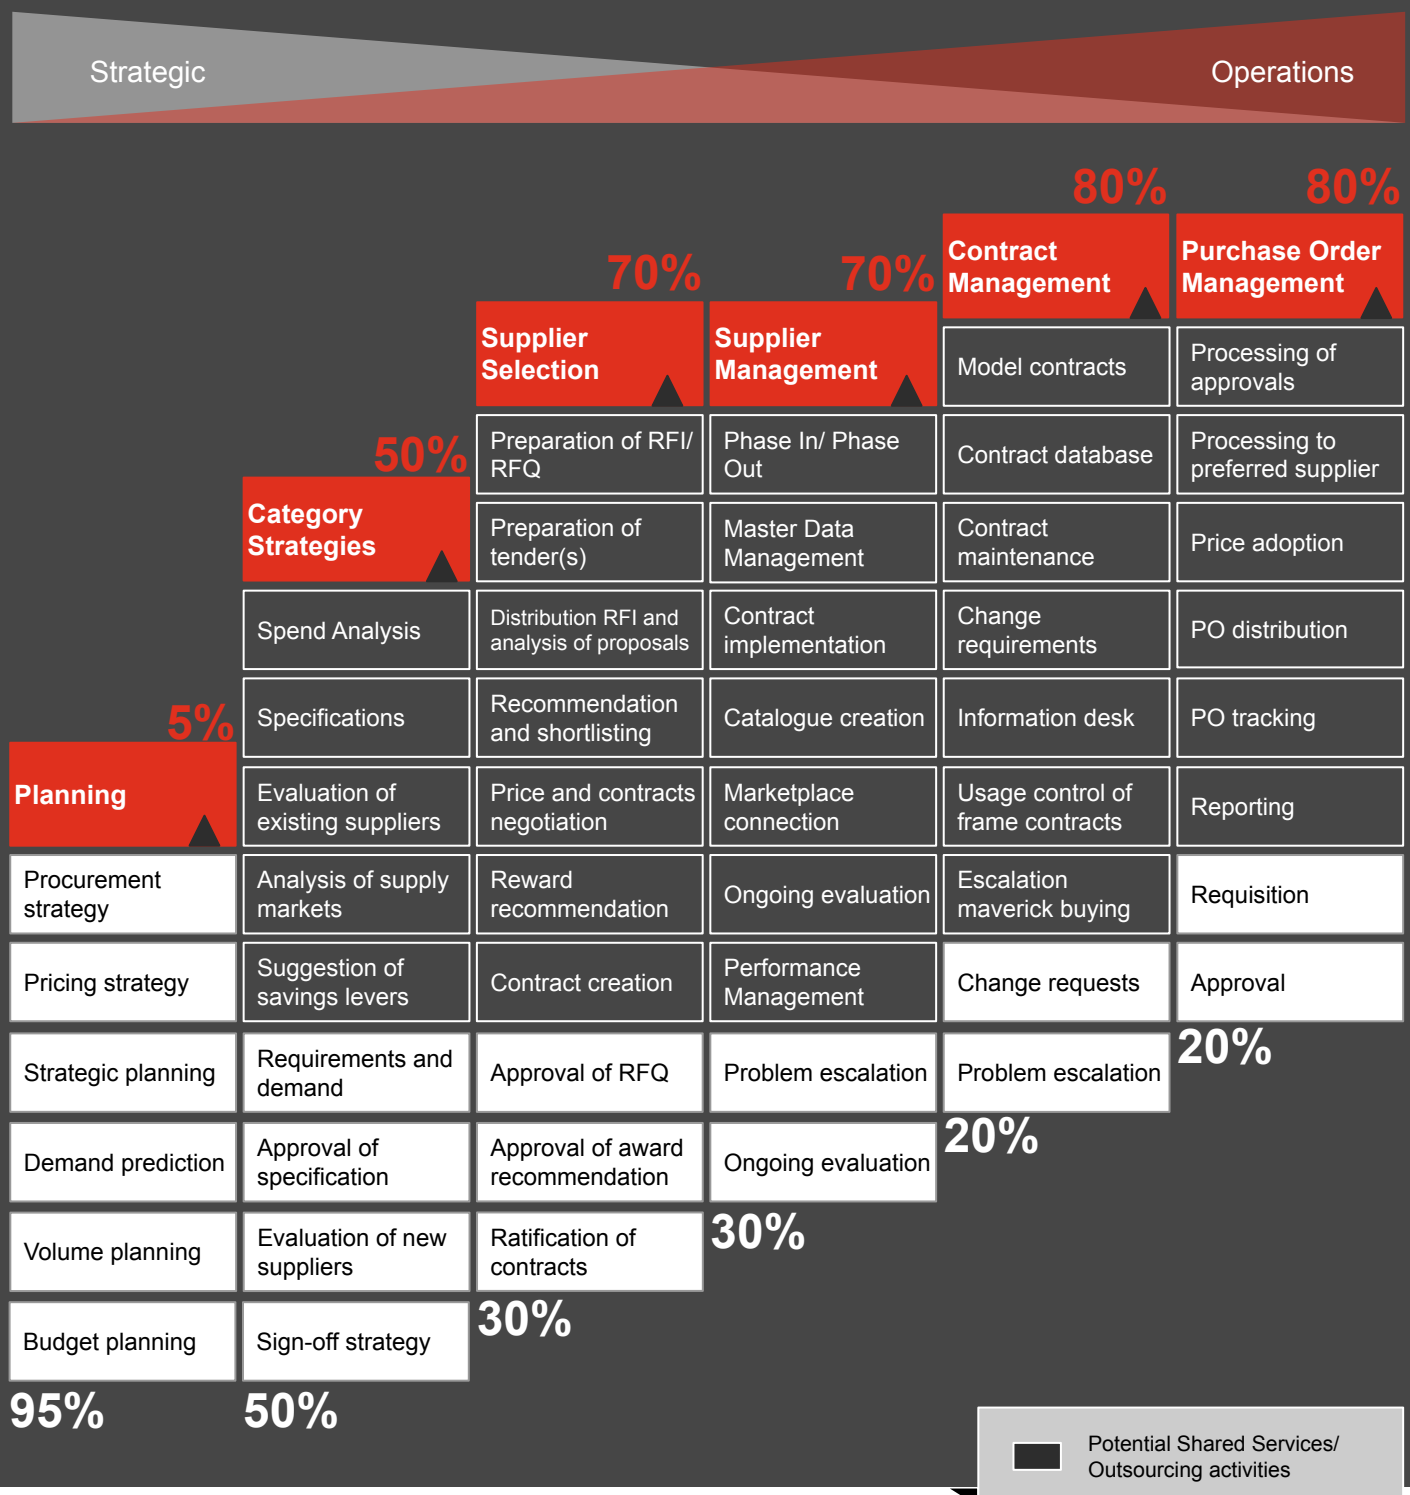 Strategic
Operations
5%
Planning
Procurement
strategy
Pricing strategy
Strategic planning
Demand prediction
Volume planning
Budget planning
95%
50%
Category
Strategies
Spend Analysis
Specifications
Evaluation of
existing suppliers
Analysis of supply
markets
Suggestion of
savings levers
Requirements and
demand
Approval of
specification
Evaluation of new
suppliers
Sign-off strategy
50%
70%
Supplier
Selection
Preparation of RFI/
RFQ
Preparation of
tender(s)
Distribution RFI and
analysis of proposals
Recommendation
and shortlisting
Price and contracts
negotiation
Reward
recommendation
Contract creation
Approval of RFQ
Approval of award
recommendation
Ratification of
contracts
30%
70%
Supplier
Management
Phase In/ Phase
Out
Master Data
Management
Contract
implementation
Catalogue creation
Marketplace
connection
Ongoing evaluation
Performance
Management
Problem escalation
Ongoing evaluation
30%
80%
Contract
Management
Model contracts
Contract database
Contract
maintenance
Change
requirements
Information desk
Usage control of
frame contracts
Escalation
maverick buying
Change requests
Problem escalation
20%
80%
Purchase Order
Management
Processing of
approvals
Processing to
preferred supplier
Price adoption
PO distribution
PO tracking
Reporting
Requisition
Approval
20%
Potential Shared Services/
Outsourcing activities